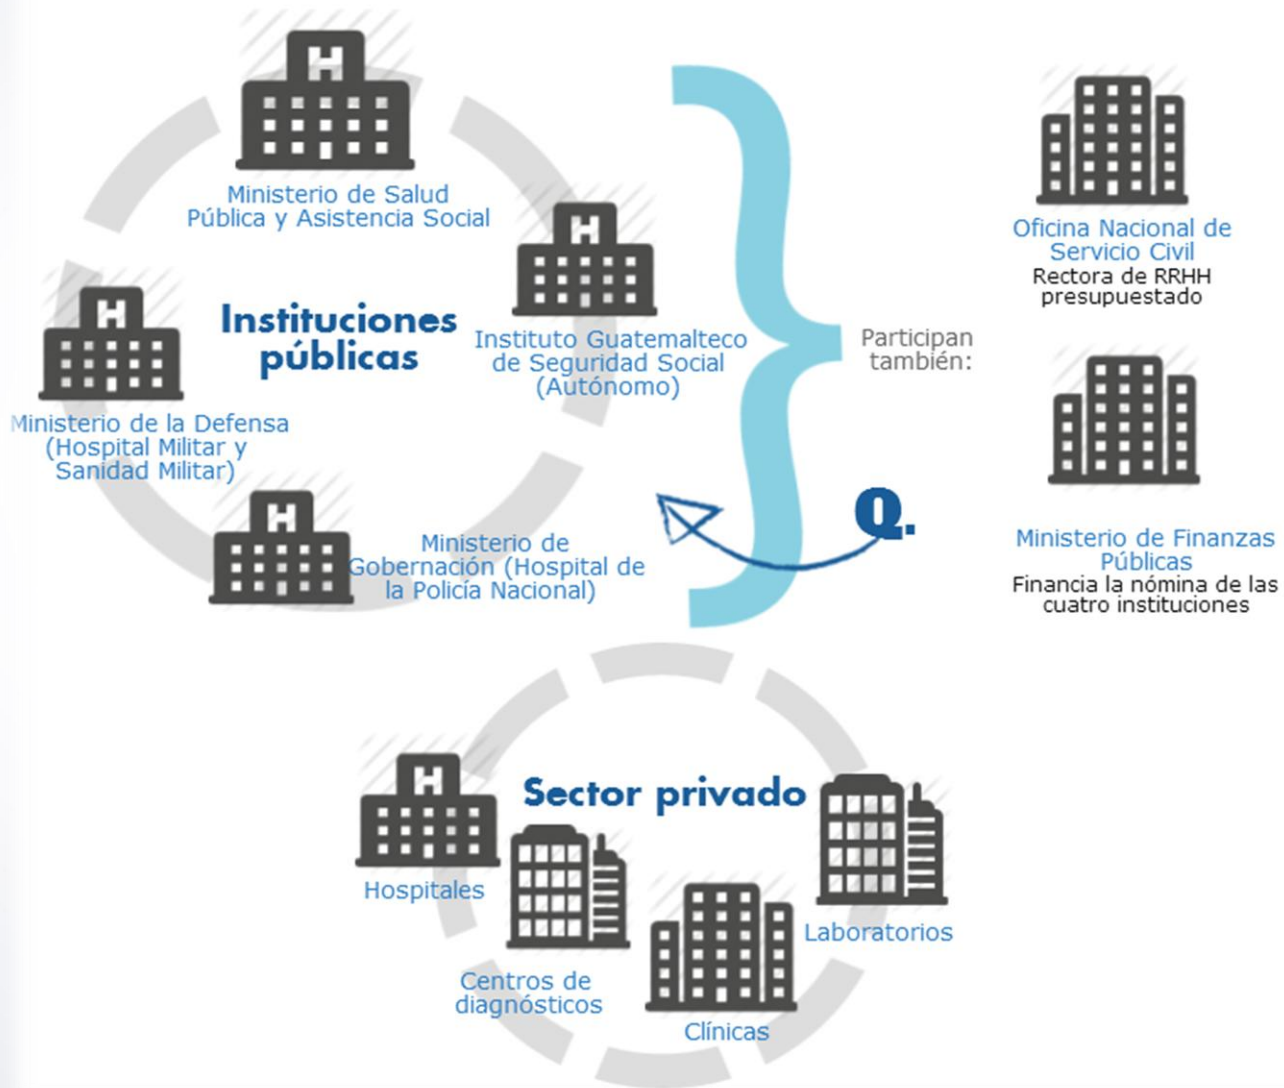 H
Ministerio de Salud
Pública y Asistencia Social
H
Instituto Guatemalteco
de Seguridad Social
(Autónomo)
Instituciones
públicas
H
Ministerio de la Defensa
(Hospital Militar y
Sanidad Militar)
H
Ministerio de
Gobernación (Hospital de
la Policía Nacional)
Participan
también:
Q.
Oficina Nacional de
Servicio Civil
Rectora de RRHH
presupuestado
Ministerio de Finanzas
Públicas
Financia la nómina de las
cuatro instituciones
Sector privado
H
Hospitales
Centros de
diagnósticos
Clínicas
Laboratorios